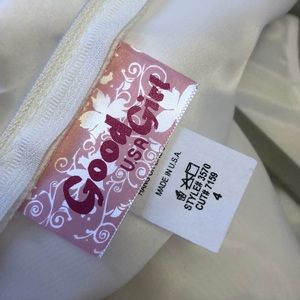 Good Girl
USA
MADE IN U.S.A.
STYLE# 3570
CUT# 7159
4